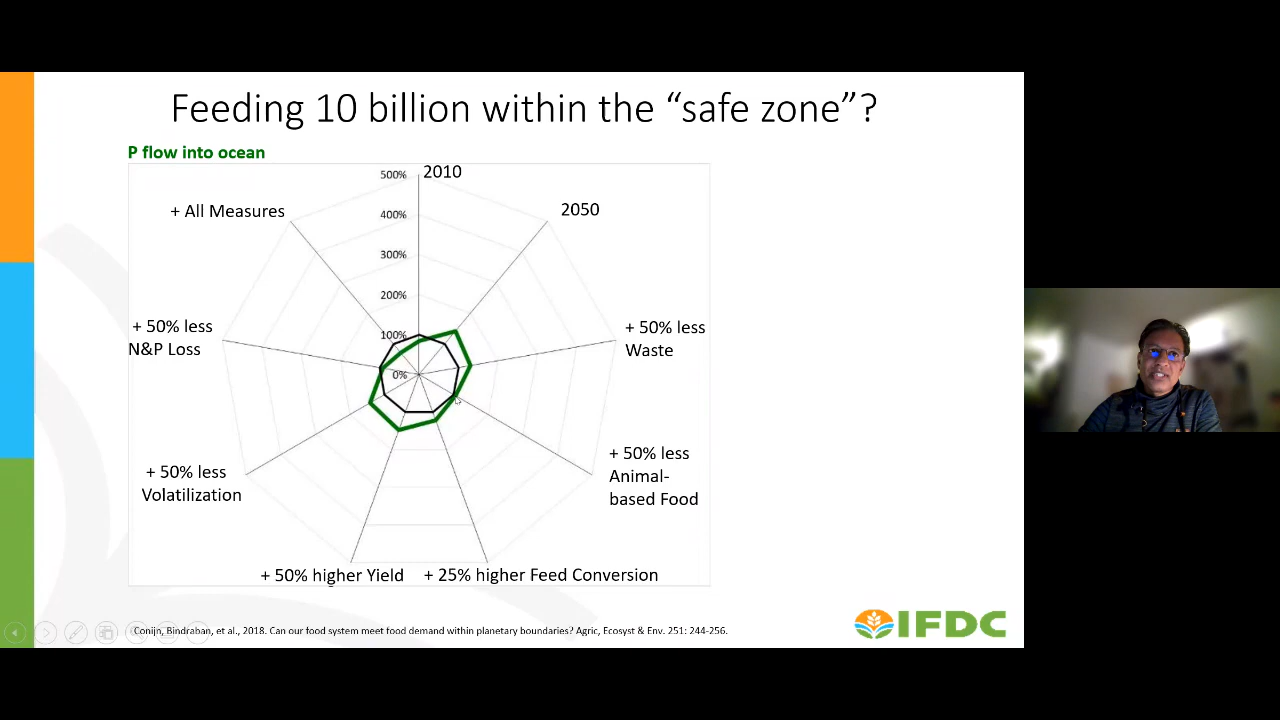 Feeding 10 billion within the “safe zone”?
P flow into ocean
500%
2010
400%
300%
200%
100%
0%
2050
+ 50% less
Waste
+ 50% less
Animal-
based Food
+ 25% higher Feed Conversion
+ 50% higher Yield
+ 50% less
Volatilization
+ 50% less
N&P Loss
+ All Measures
Conijn, Bindraban, et al., 2018. Can our food system meet food demand within planetary boundaries? Agric, Ecosyst & Env. 251: 244-256.
IFDC